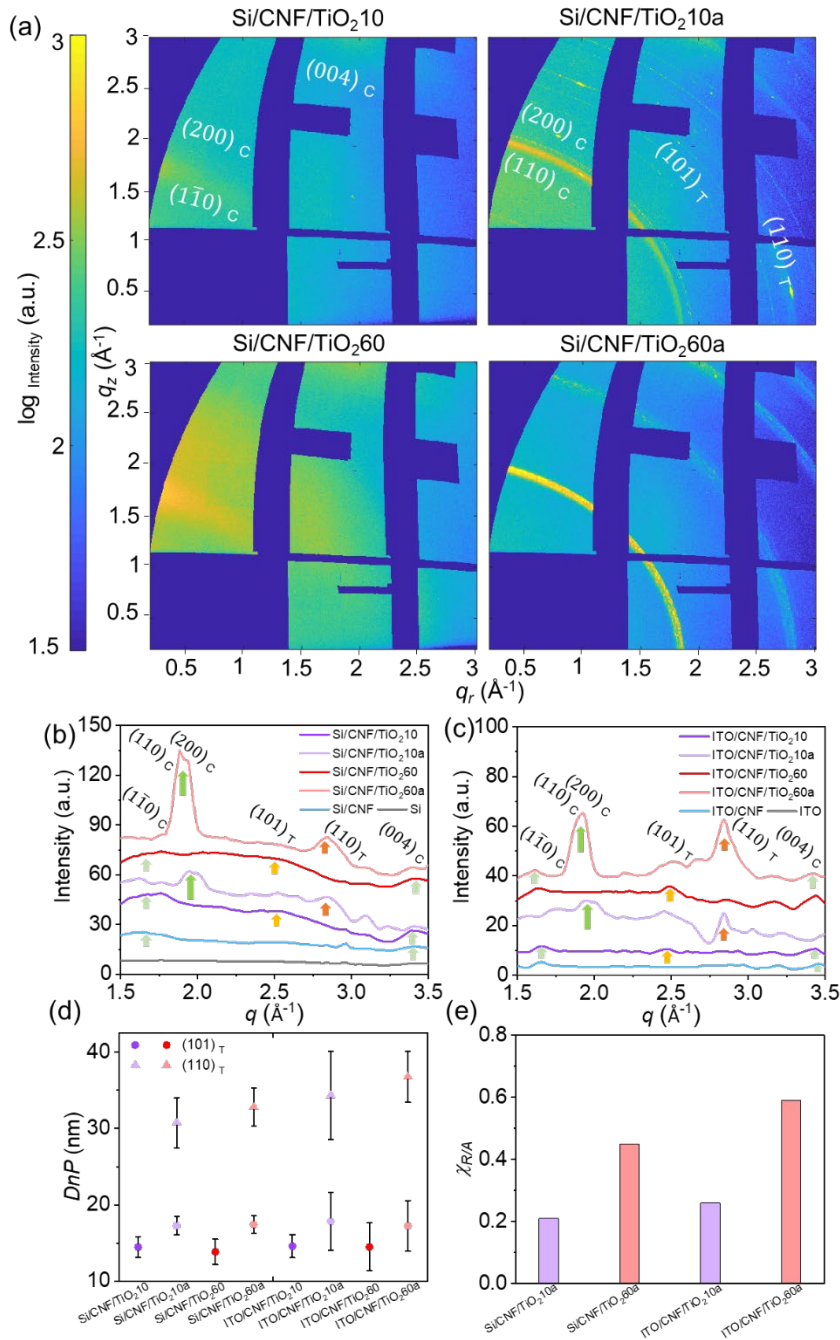 (a)
Si/CNF/TiO₂10
Si/CNF/TiO₂10a
3
2.5
2
1.5
log Intensity (a.u.)
3
2.5
2
1.5
1
0.5
(004) C
(200) C
(11̄0) C
(200) C
(110) C
(101) T
(110) T
Si/CNF/TiO₂60
Si/CNF/TiO₂60a
qz (Å⁻¹)
3
2.5
2
1.5
1
0.5
0.5 1 1.5 2 2.5 3
0.5 1 1.5 2 2.5 3
qr (Å⁻¹)
(b)
150
120
90
60
30
0
Intensity (a.u.)
(11̄0) C
(110) C
(200) C
(101) T
(110) T
(004) C
Si/CNF/TiO₂10
Si/CNF/TiO₂10a
Si/CNF/TiO₂60
Si/CNF/TiO₂60a
Si/CNF Si
1.5 2.0 2.5 3.0 3.5
q (Å⁻¹)
(c)
100
80
60
40
20
0
Intensity (a.u.)
(11̄0) C
(110) C
(200) C
(101) T
(110) T
(004) C
ITO/CNF/TiO₂10
ITO/CNF/TiO₂10a
ITO/CNF/TiO₂60
ITO/CNF/TiO₂60a
ITO/CNF ITO
1.5 2.0 2.5 3.0 3.5
q (Å⁻¹)
(d)
(101) T
(110) T
40
30
20
10
DnP (nm)
Si/CNF/TiO₂10
Si/CNF/TiO₂10a
Si/CNF/TiO₂60
Si/CNF/TiO₂60a
ITO/CNF/TiO₂10
ITO/CNF/TiO₂10a
ITO/CNF/TiO₂60
ITO/CNF/TiO₂60a
(e)
0.8
0.6
0.4
0.2
0.0
χR/A
Si/CNF/TiO₂10a
Si/CNF/TiO₂60a
ITO/CNF/TiO₂10a
ITO/CNF/TiO₂60a